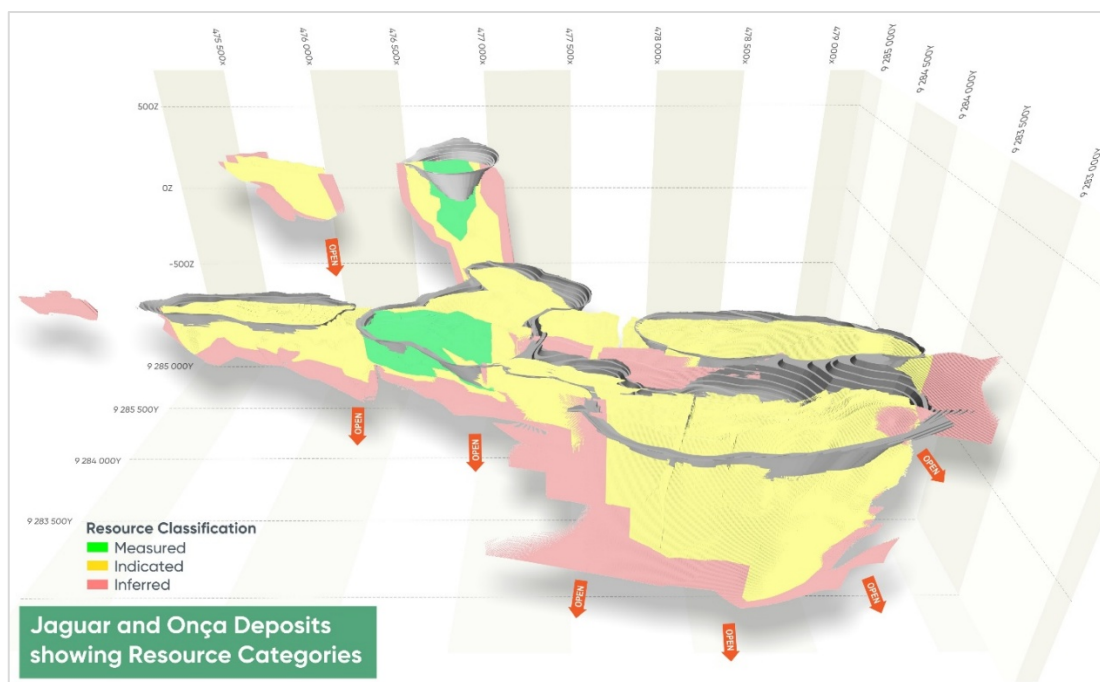 475 500X
476 000X
476 500X
477 000X
477 500X
478 000X
478 500X
479 000X
9 285 000Y
9 284 500Y
9 284 000Y
9 283 500Y
9 283 000
500Z
0Z
-500Z
OPEN
9 285 000Y
9 285 500Y
9 284 000Y
9 283 500Y
OPEN
OPEN
OPEN
OPEN
OPEN
OPEN
Resource Classification
Measured
Indicated
Inferred
Jaguar and Onça Deposits
showing Resource Categories